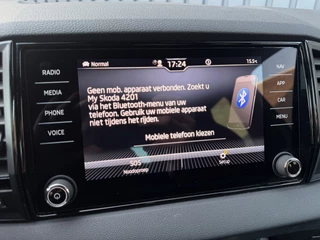 Normal 17:24 15.5°C
RADIO
MEDIA
PHONE
VOICE
Geen mob. apparaat verbonden. Zoekt u
My Skoda 4201
via het Bluetooth-menu van uw
telefoon. Gebruik uw mobiele apparaat
niet tijdens het rijden.
Mobiele telefoon kiezen
SOS
Noodoproep
Setup
NAV
APP
CAR
MENU